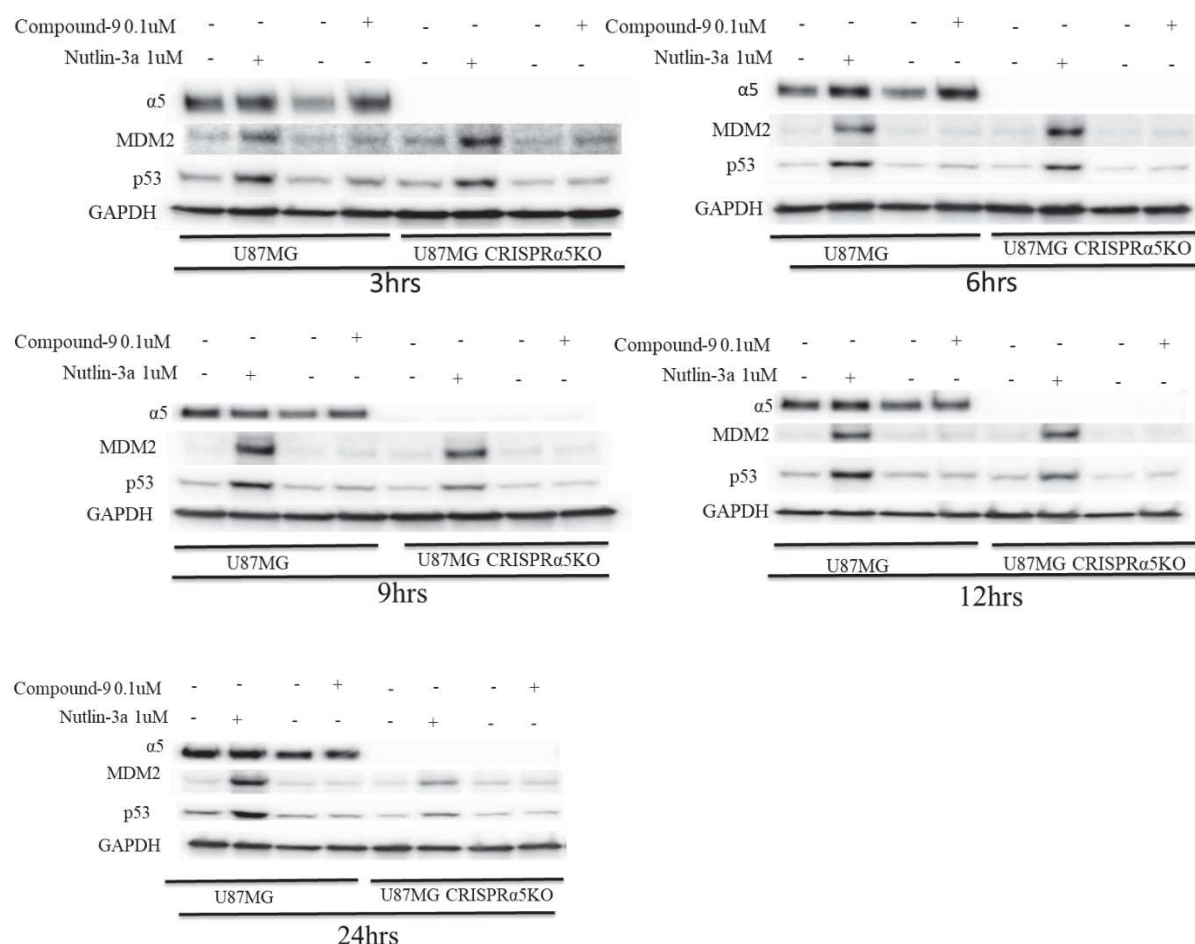 Compound-9 0.1uM - - - + - - - +
Nutlin-3a 1uM - + - - - + - -
α5
MDM2
p53
GAPDH
U87MG U87MG CRISPRα5KO
3hrs
Compound-9 0.1uM - - - + - - - +
Nutlin-3a 1uM - + - - - + - -
α5
MDM2
p53
GAPDH
U87MG U87MG CRISPRα5KO
6hrs
Compound-9 0.1uM - - - + - - - +
Nutlin-3a 1uM - + - - - + - -
α5
MDM2
p53
GAPDH
U87MG U87MG CRISPRα5KO
9hrs
Compound-9 0.1uM - - - + - - - +
Nutlin-3a 1uM - + - - - + - -
α5
MDM2
p53
GAPDH
U87MG U87MG CRISPRα5KO
12hrs
Compound-9 0.1uM - - - + - - - +
Nutlin-3a 1uM - + - - - + - -
α5
MDM2
p53
GAPDH
U87MG U87MG CRISPRα5KO
24hrs